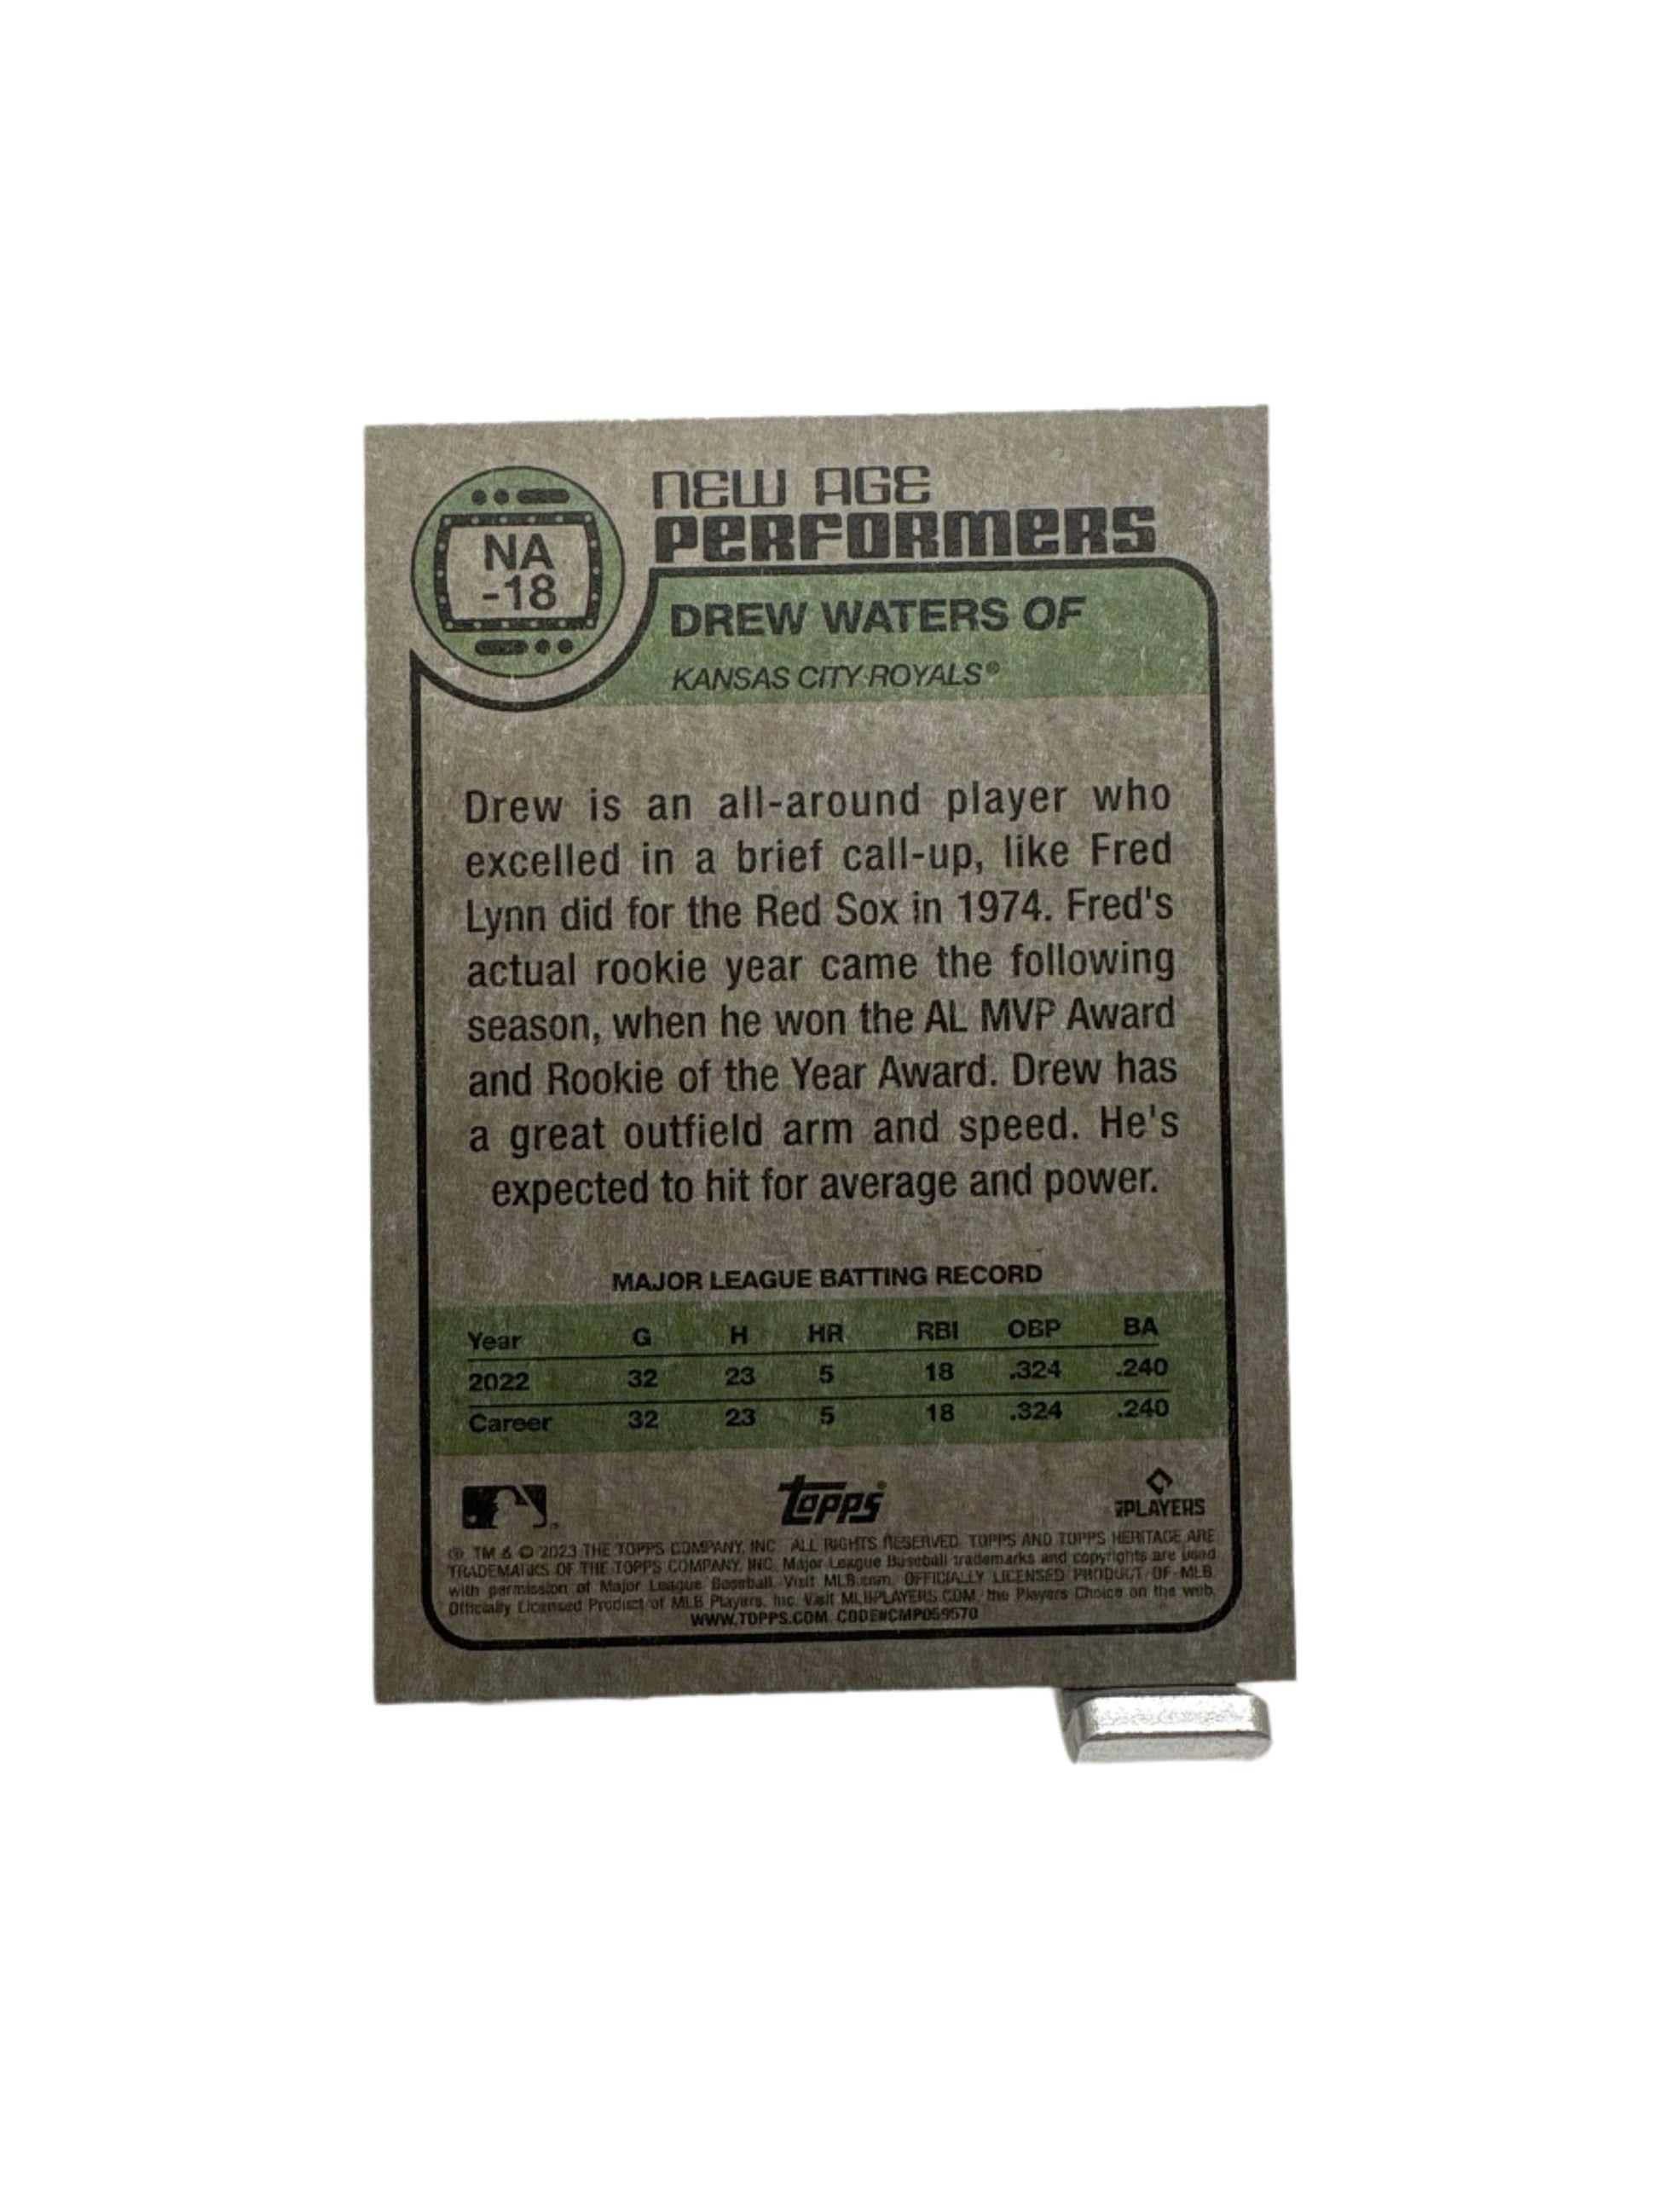 NA
-18
NEW AGE
PERFORMERS
DREW WATERS OF
KANSAS CITY ROYALS®
Drew is an all-around player who
excelled in a brief call-up, like Fred
Lynn did for the Red Sox in 1974. Fred's
actual rookie year came the following
season, when he won the AL MVP Award
and Rookie of the Year Award. Drew has
a great outfield arm and speed. He's
expected to hit for average and power.
MAJOR LEAGUE BATTING RECORD
Year G H HR RBI OBP BA
2022 32 23 5 18 .324 .240
Career 32 23 5 18 .324 .240
topps®
PLAYERS
® TM & © 2023 THE TOPPS COMPANY, INC. ALL RIGHTS RESERVED. TOPPS AND TOPPS HERITAGE ARE
TRADEMARKS OF THE TOPPS COMPANY, INC. Major League Baseball trademarks and copyrights are used
with permission of Major League Baseball. Visit MLB.com. OFFICIALLY LICENSED PRODUCT OF MLB
Officially Licensed Product of MLB Players, Inc. Visit MLBPLAYERS.COM, the Players Choice on the web.
WWW.TOPPS.COM. CODE#CMP059570